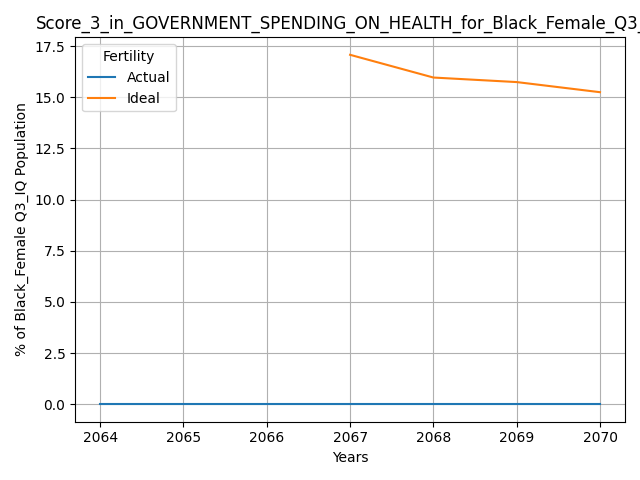 Score_3_in_GOVERNMENT_SPENDING_ON_HEALTH_for_Black_Female_Q3_
Fertility
Actual
Ideal
17.5
15.0
12.5
10.0
7.5
5.0
2.5
0.0
% of Black_Female Q3_IQ Population
2064 2065 2066 2067 2068 2069 2070
Years